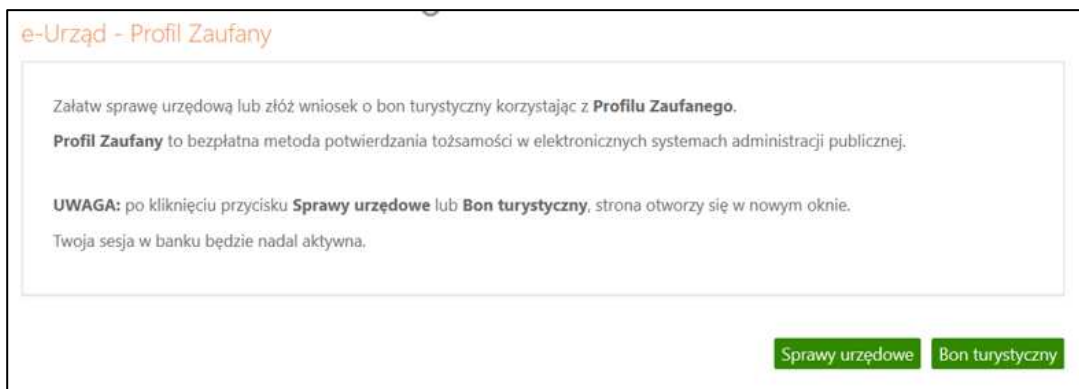 e-Urząd - Profil Zaufany
Załatw sprawę urzędową lub złóż wniosek o bon turystyczny korzystając z Profilu Zaufanego.
Profil Zaufany to bezpłatna metoda potwierdzania tożsamości w elektronicznych systemach administracji publicznej.
UWAGA: po kliknięciu przycisku Sprawy urzędowe lub Bon turystyczny, strona otworzy się w nowym oknie.
Twoja sesja w banku będzie nadal aktywna.
Sprawy urzędowe Bon turystyczny